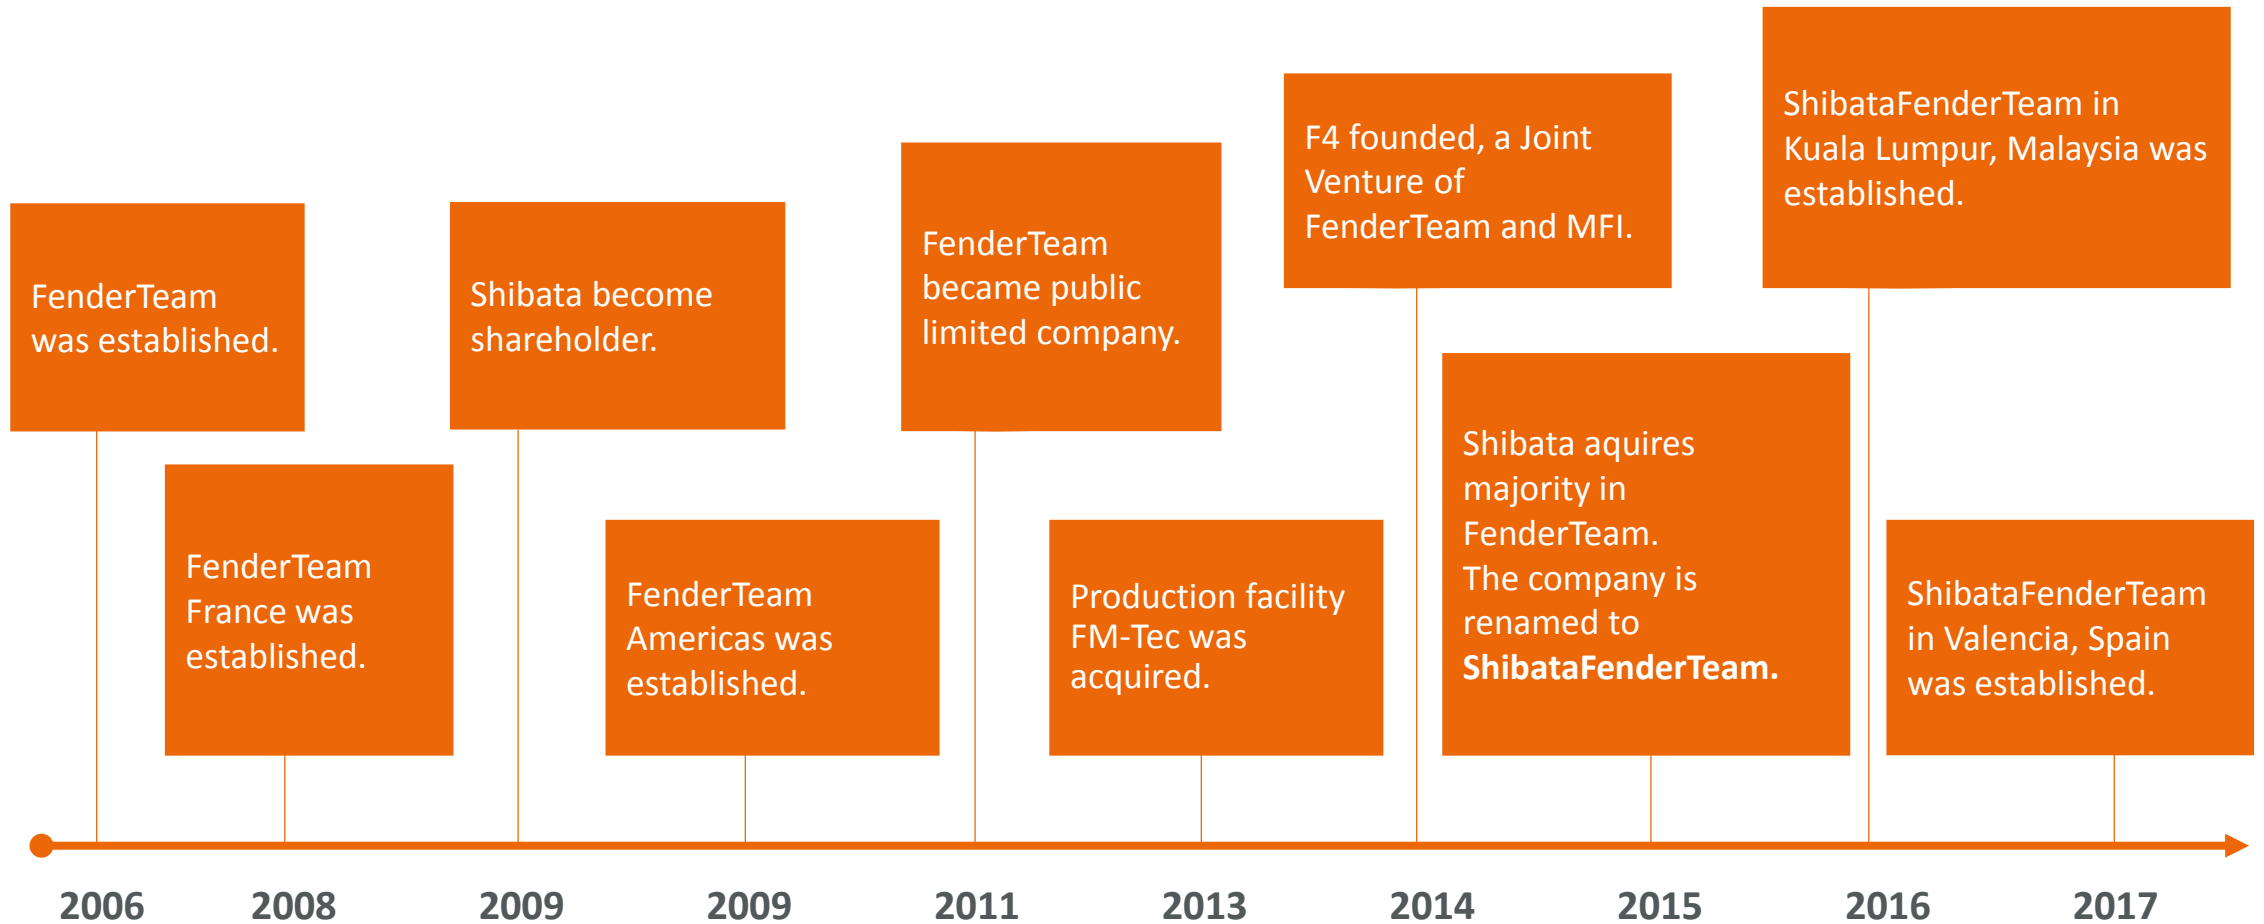 FenderTeam
was established.
FenderTeam
France was
established.
Shibata become
shareholder.
FenderTeam
Americas was
established.
FenderTeam
became public
limited company.
Production facility
FM-Tec was
acquired.
F4 founded, a Joint
Venture of
FenderTeam and MFI.
Shibata aquires
majority in
FenderTeam.
The company is
renamed to
ShibataFenderTeam.
ShibataFenderTeam in
Kuala Lumpur, Malaysia was
established.
ShibataFenderTeam
in Valencia, Spain
was established.
2006 2008 2009 2009 2011 2013 2014 2015 2016 2017